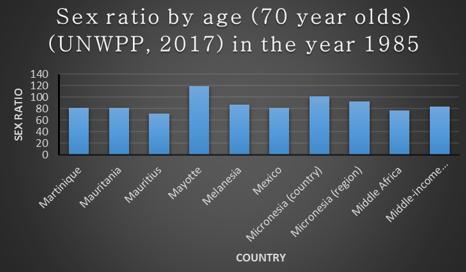 Sex ratio by age (70 year olds)
(UNWPP, 2017) in the year 1985
140
120
100
80
60
40
20
0
SEX RATIO
Martinique
Mauritania
Mauritius
Mayotte
Melanesia
Mexico
Micronesia (country)
Micronesia (region)
Middle Africa
Middle-income...
COUNTRY